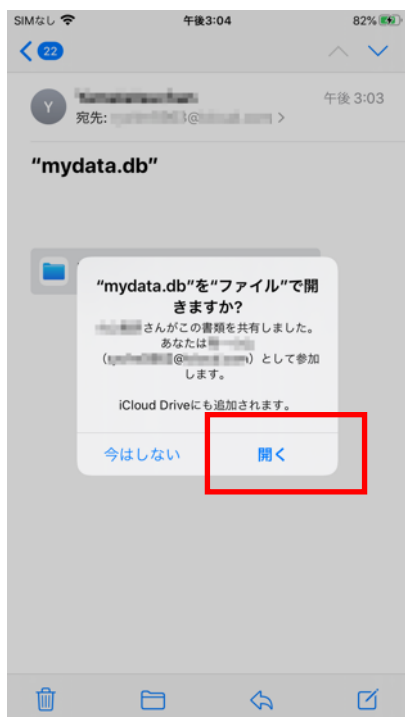 SIMなし 午後3:04 82%
22
Y
午後 3:03
宛先:
“mydata.db”
“mydata.db”を“ファイル”で開
きますか?
さんがこの書類を共有しました。
あなたは
( @ ) として参加
します。
iCloud Driveにも追加されます。
今はしない 開く